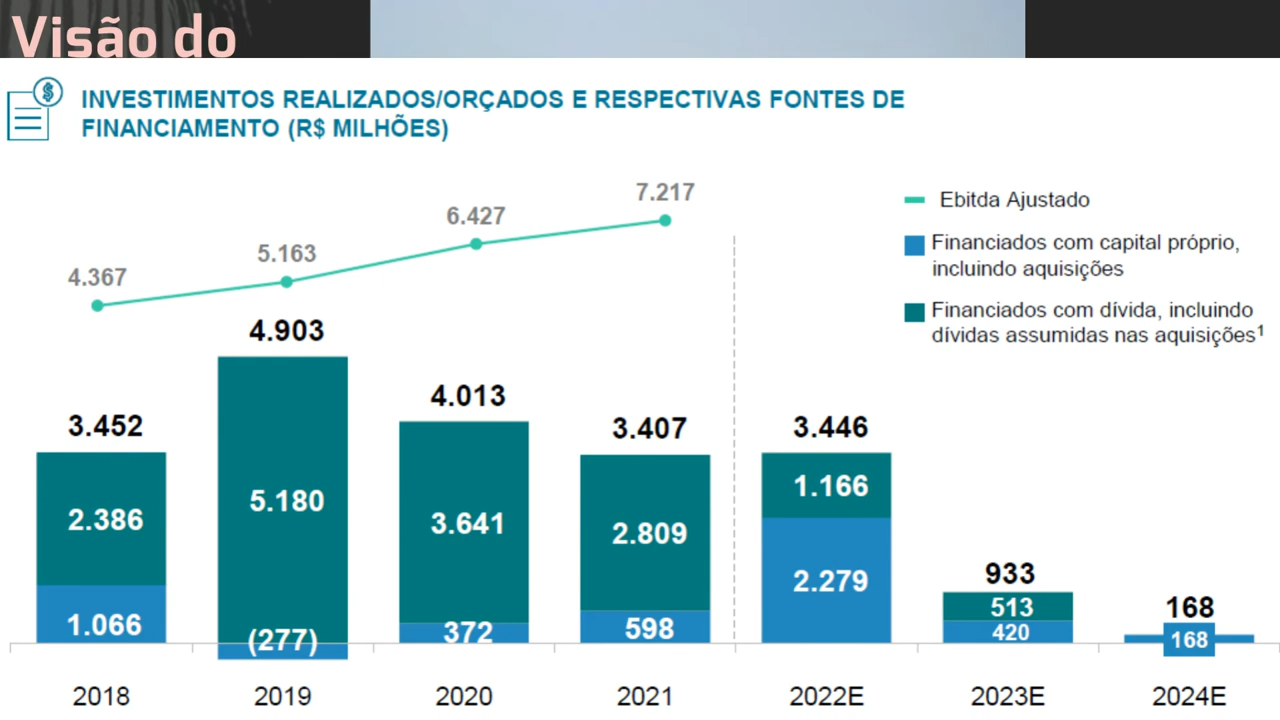 Visão do
$
INVESTIMENTOS REALIZADOS/ORÇADOS E RESPECTIVAS FONTES DE
FINANCIAMENTO (R$ MILHÕES)
4.367
5.163
6.427
7.217
Ebitda Ajustado
Financiados com capital próprio,
incluindo aquisições
Financiados com dívida, incluindo
dívidas assumidas nas aquisições¹
3.452
4.903
4.013
3.407
3.446
933
168
2.386
5.180
3.641
2.809
1.166
513
1.066
(277)
372
598
2.279
420
168
2018
2019
2020
2021
2022E
2023E
2024E